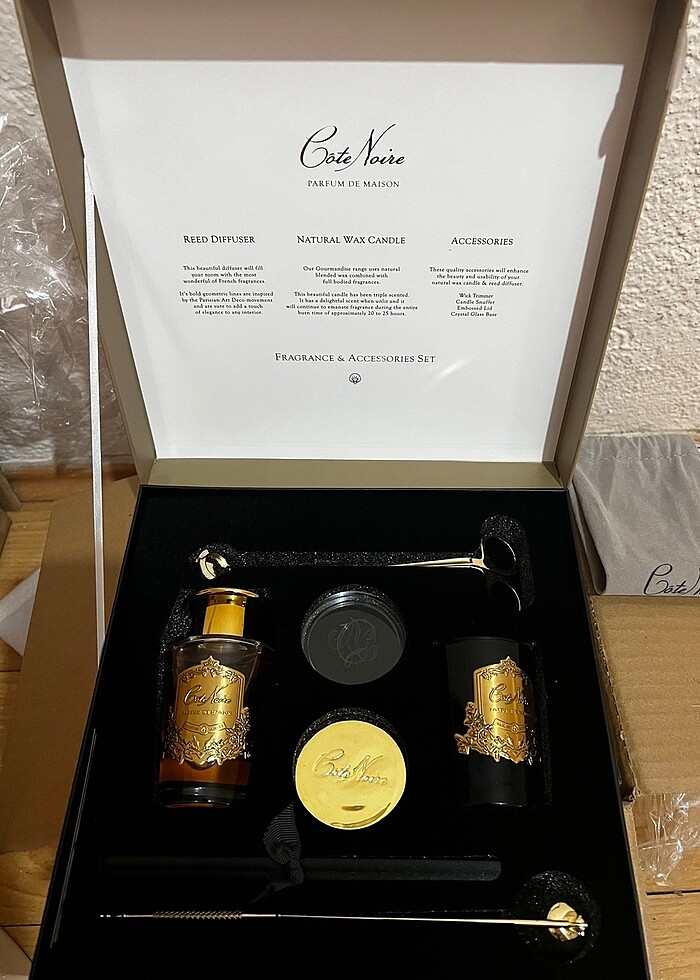 Côte Noire
PARFUM DE MAISON
REED DIFFUSER
This beautiful diffuser will fill
your room with the most
wonderful of French fragrances.
It's bold geometric lines are inspired
by the Parisian Art Deco movement
and are sure to add a touch
of elegance to any interior.
NATURAL WAX CANDLE
Our Gourmandise range uses natural
blended wax combined with
full bodied fragrances.
This beautiful candle has been triple scented.
It has a delightful scent when unlit and it
will continue to emanate fragrance during the entire
burn time of approximately 20 to 25 hours.
ACCESSORIES
These quality accessories will enhance
the beauty and usability of your
natural wax candle & reed diffuser.
Wick Trimmer
Candle Snuffer
Embossed Lid
Crystal Glass Base
FRAGRANCE & ACCESSORIES SET
Côte Noire
Côte Noire
Côte Noire
Côte N